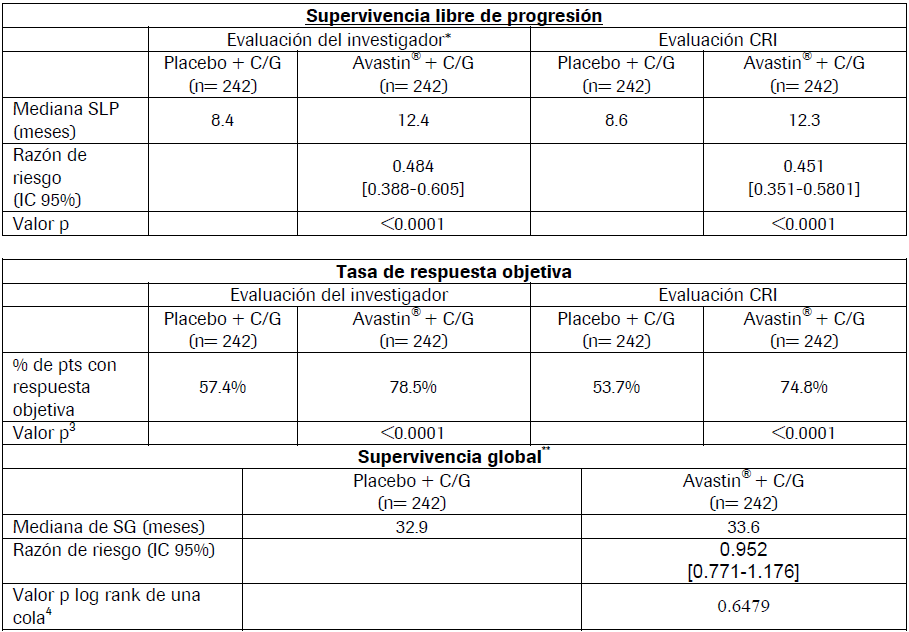 Supervivencia libre de progresión
Evaluación del investigador* Evaluación CRI
Placebo + C/G Avastin® + C/G Placebo + C/G Avastin® + C/G
(n= 242) (n= 242) (n= 242) (n= 242)
Mediana SLP
(meses) 8.4 12.4 8.6 12.3
Razón de
riesgo
(IC 95%) 0.484 0.451
[0.388-0.605] [0.351-0.5801]
Valor p <0.0001 <0.0001
Tasa de respuesta objetiva
Evaluación del investigador Evaluación CRI
Placebo + C/G Avastin® + C/G Placebo + C/G Avastin® + C/G
(n= 242) (n= 242) (n= 242) (n= 242)
% de pts con
respuesta 57.4% 78.5% 53.7% 74.8%
objetiva
Valor p3 <0.0001 <0.0001
Supervivencia global**
Placebo + C/G Avastin® + C/G
(n= 242) (n= 242)
Mediana de SG (meses) 32.9 33.6
Razón de riesgo (IC 95%) 0.952
[0.771-1.176]
Valor p log rank de una
cola4 0.6479